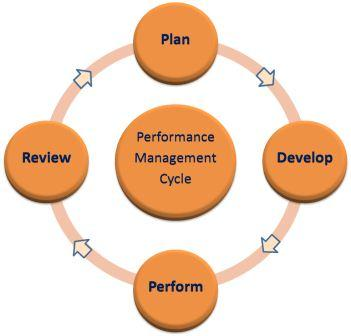 Plan
Performance
Management
Cycle
Review
Develop
Perform